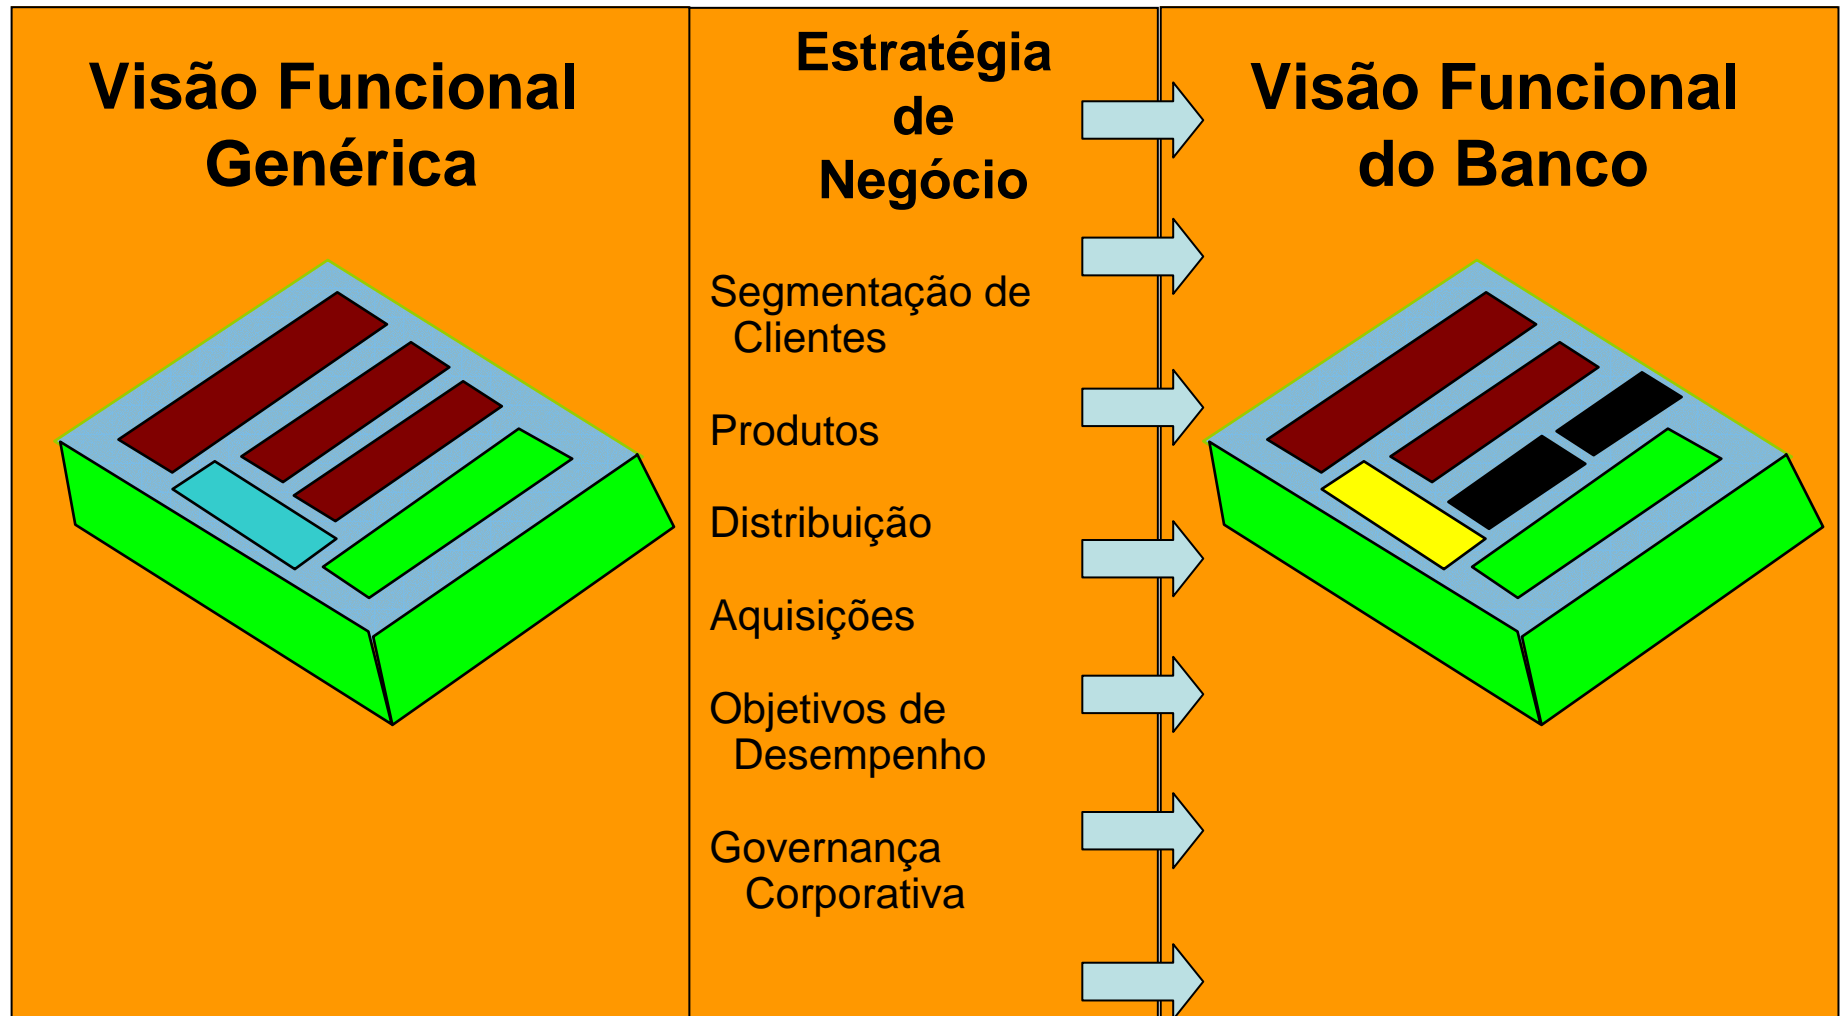 Visão Funcional
Genérica
Estratégia
de
Negócio
Segmentação de
Clientes
Produtos
Distribuição
Aquisições
Objetivos de
Desempenho
Governança
Corporativa
Visão Funcional
do Banco